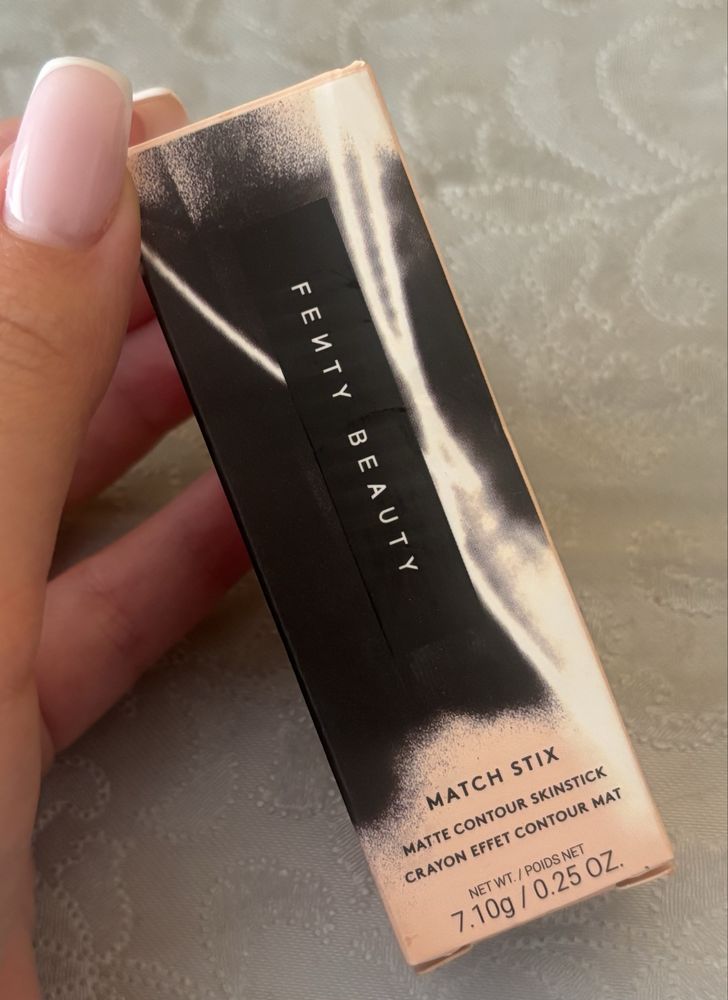 FEИTY BEAUTY
MATCH STIX
MATTE CONTOUR SKINSTICK
CRAYON EFFET CONTOUR MAT
NET WT. / POIDS NET
7.10g / 0.25 OZ.